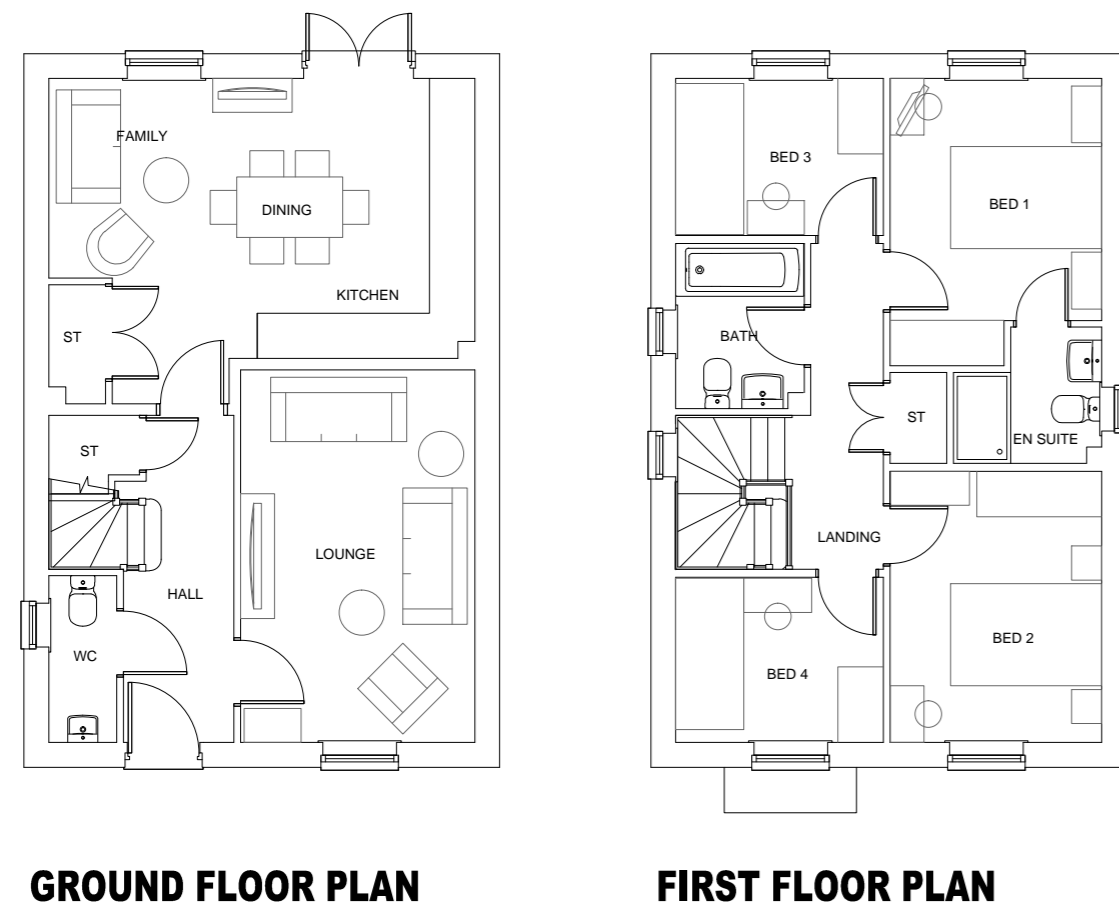 FAMILY
DINING
KITCHEN
ST
ST
LOUNGE
HALL
WC
BED 3
BED 1
BATH
ST
EN SUITE
LANDING
BED 2
BED 4
GROUND FLOOR PLAN
FIRST FLOOR PLAN